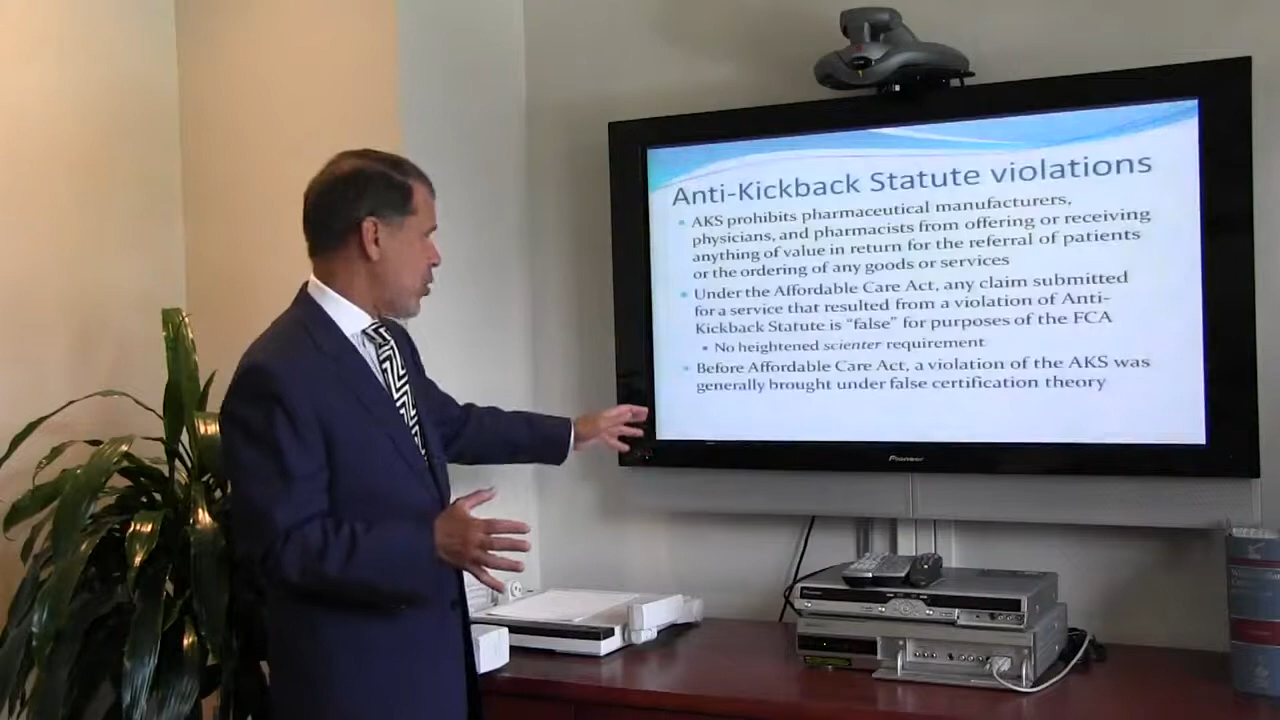 Anti-Kickback Statute violations
AKS prohibits pharmaceutical manufacturers,
physicians, and pharmacists from offering or receiving
anything of value in return for the referral of patients
or the ordering of any goods or services
Under the Affordable Care Act, any claim submitted
for a service that resulted from a violation of Anti-
Kickback Statute is “false” for purposes of the FCA
No heightened scienter requirement
Before Affordable Care Act, a violation of the AKS was
generally brought under false certification theory
Pioneer